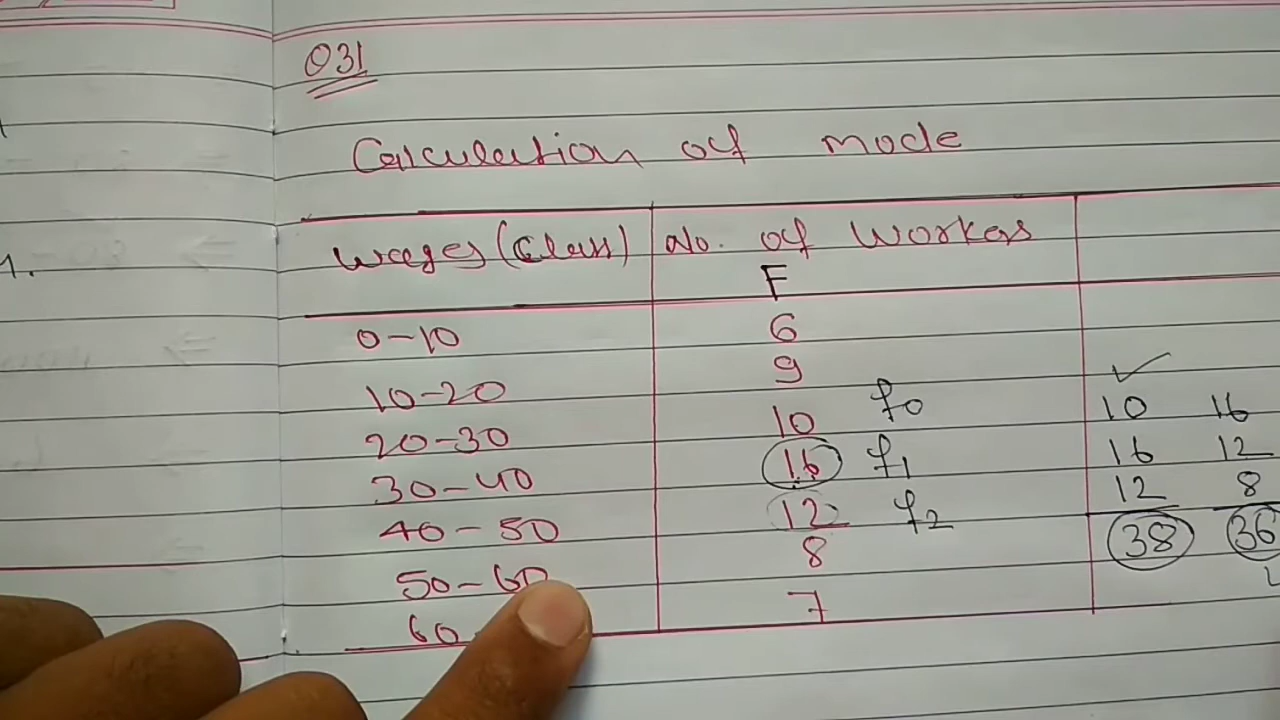 Q31
Calculation of mode
Wages (Class) No. of Workers
F
0-10 6
10-20 9
20-30 10 f0 10 16
30-40 16 f1 16 12
40-50 12 f2 12 8
50-60 8 38 36
60 7